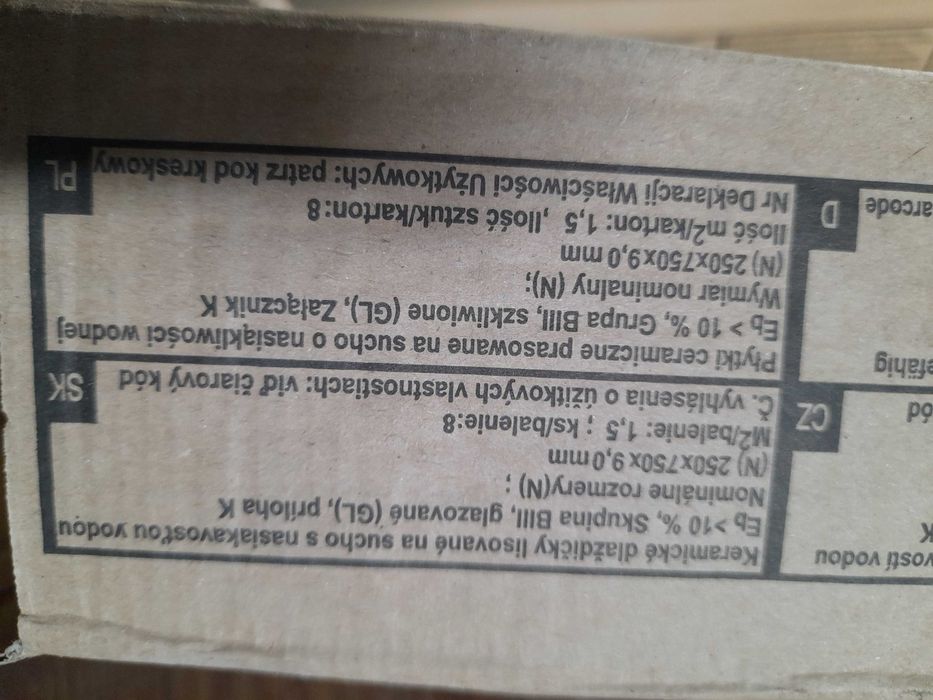 vostí vodou
K
ód
CZ
Keramické dlaždičky lisované na sucho s nasiakavosťou vodou
Eb >10 %, Skupina BIII, glazované (GL), príloha K
Nominálne rozmery(N) ;
(N) 250x750x 9,0 mm
M2/balenie: 1,5 ; ks/balenie:8
Č. vyhlásenia o úžitkových vlastnostiach: viď čiarový kód
SK
efähig
arcode
D
Płytki ceramiczne prasowane na sucho o nasiąkliwości wodnej
Eb > 10 %, Grupa BIII, szkliwione (GL), Załącznik K
Wymiar nominalny (N);
(N) 250x750x 9,0 mm
Ilość m2/karton: 1,5 ,Ilość sztuk/karton:8
Nr Deklaracji Właściwości Użytkowych: patrz kod kreskowy
PL